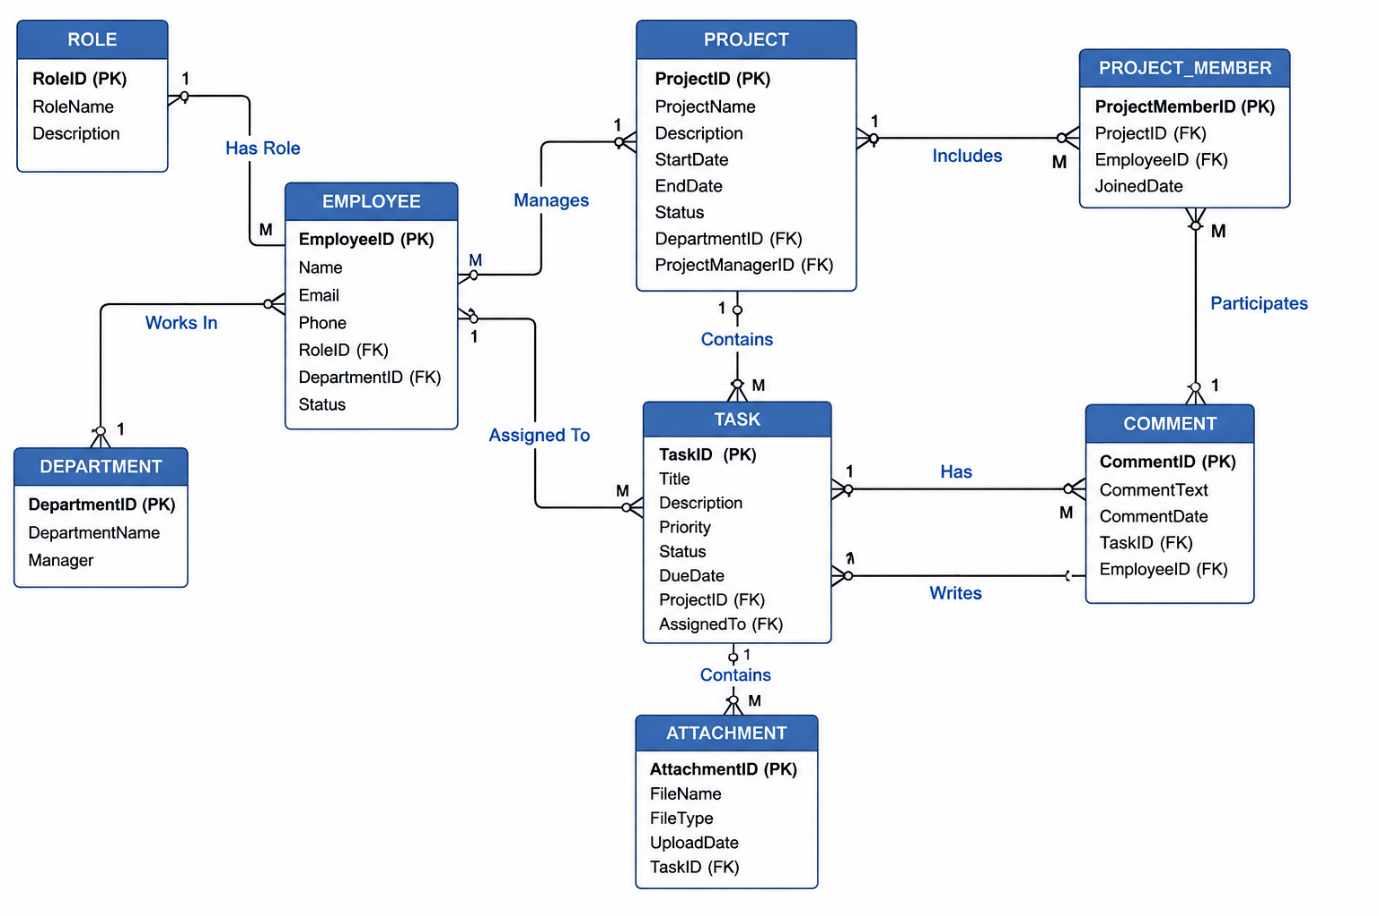 ROLE
RoleID (PK)
RoleName
Description
1
Has Role
M
EMPLOYEE
EmployeeID (PK)
Name
Email
Phone
RoleID (FK)
DepartmentID (FK)
Status
Works In
1
DEPARTMENT
DepartmentID (PK)
DepartmentName
Manager
M
Manages
1
1
Assigned To
M
PROJECT
ProjectID (PK)
ProjectName
Description
StartDate
EndDate
Status
DepartmentID (FK)
ProjectManagerID (FK)
1
Includes
M
PROJECT_MEMBER
ProjectMemberID (PK)
ProjectID (FK)
EmployeeID (FK)
JoinedDate
M
Participates
1
1
Contains
M
TASK
TaskID (PK)
Title
Description
Priority
Status
DueDate
ProjectID (FK)
AssignedTo (FK)
1
Has
M
Writes
COMMENT
CommentID (PK)
CommentText
CommentDate
TaskID (FK)
EmployeeID (FK)
1
Contains
M
ATTACHMENT
AttachmentID (PK)
FileName
FileType
UploadDate
TaskID (FK)